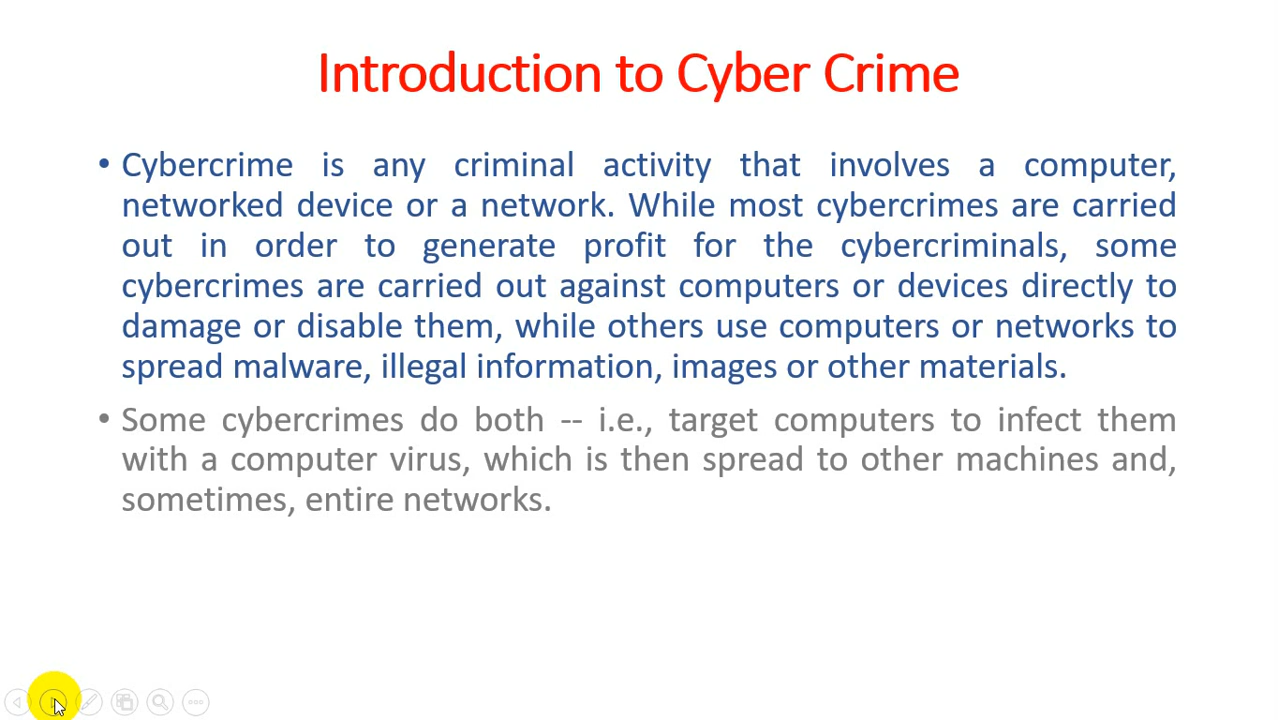 Introduction to Cyber Crime
• Cybercrime is any criminal activity that involves a computer,
networked device or a network. While most cybercrimes are carried
out in order to generate profit for the cybercriminals, some
cybercrimes are carried out against computers or devices directly to
damage or disable them, while others use computers or networks to
spread malware, illegal information, images or other materials.
• Some cybercrimes do both -- i.e., target computers to infect them
with a computer virus, which is then spread to other machines and,
sometimes, entire networks.